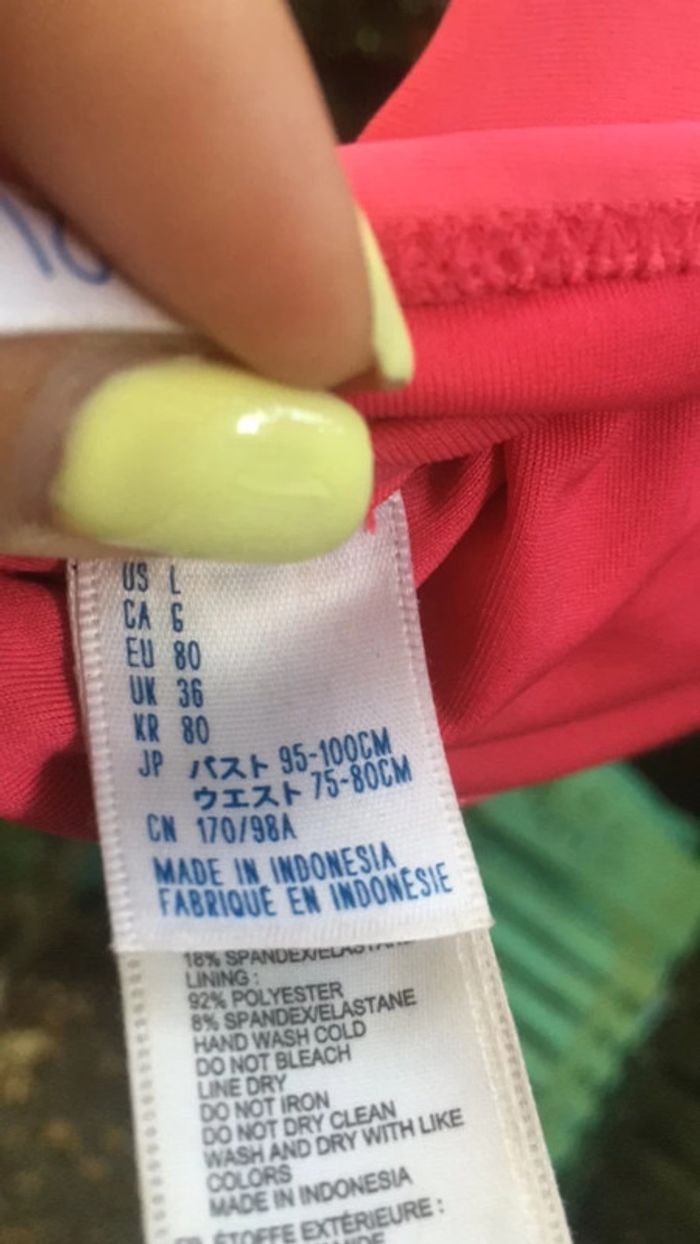 US L
CA G
EU 80
UK 36
KR 80
JP バスト 95-100CM
ウエスト 75-80CM
CN 170/98A
MADE IN INDONESIA
FABRIQUÉ EN INDONÉSIE
18% SPANDEX/ELASTANE
LINING :
92% POLYESTER
8% SPANDEX/ELASTANE
HAND WASH COLD
DO NOT BLEACH
LINE DRY
DO NOT IRON
DO NOT DRY CLEAN
WASH AND DRY WITH LIKE
COLORS
MADE IN INDONESIA
ÉTOFFE EXTÉRIEURE :